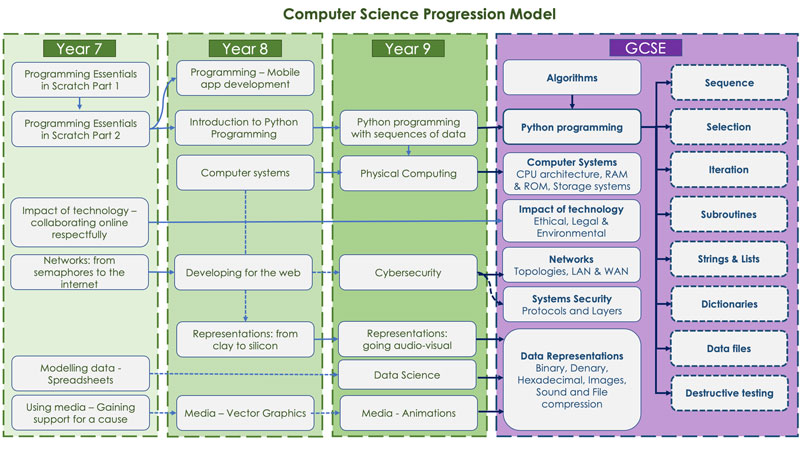 Computer Science Progression Model
Year 7
Programming Essentials
in Scratch Part 1
Programming Essentials
in Scratch Part 2
Impact of technology –
collaborating online
respectfully
Networks: from
semaphores to the
internet
Modelling data -
Spreadsheets
Using media – Gaining
support for a cause
Year 8
Programming – Mobile
app development
Introduction to Python
Programming
Computer systems
Developing for the web
Representations: from
clay to silicon
Media – Vector Graphics
Year 9
Python programming
with sequences of data
Physical Computing
Cybersecurity
Representations:
going audio-visual
Data Science
Media - Animations
GCSE
Algorithms
Python programming
Computer Systems
CPU architecture, RAM
& ROM, Storage systems
Impact of technology
Ethical, Legal &
Environmental
Networks
Topologies, LAN & WAN
Systems Security
Protocols and Layers
Data Representations
Binary, Denary,
Hexadecimal, Images,
Sound and File
compression
Sequence
Selection
Iteration
Subroutines
Strings & Lists
Dictionaries
Data files
Destructive testing